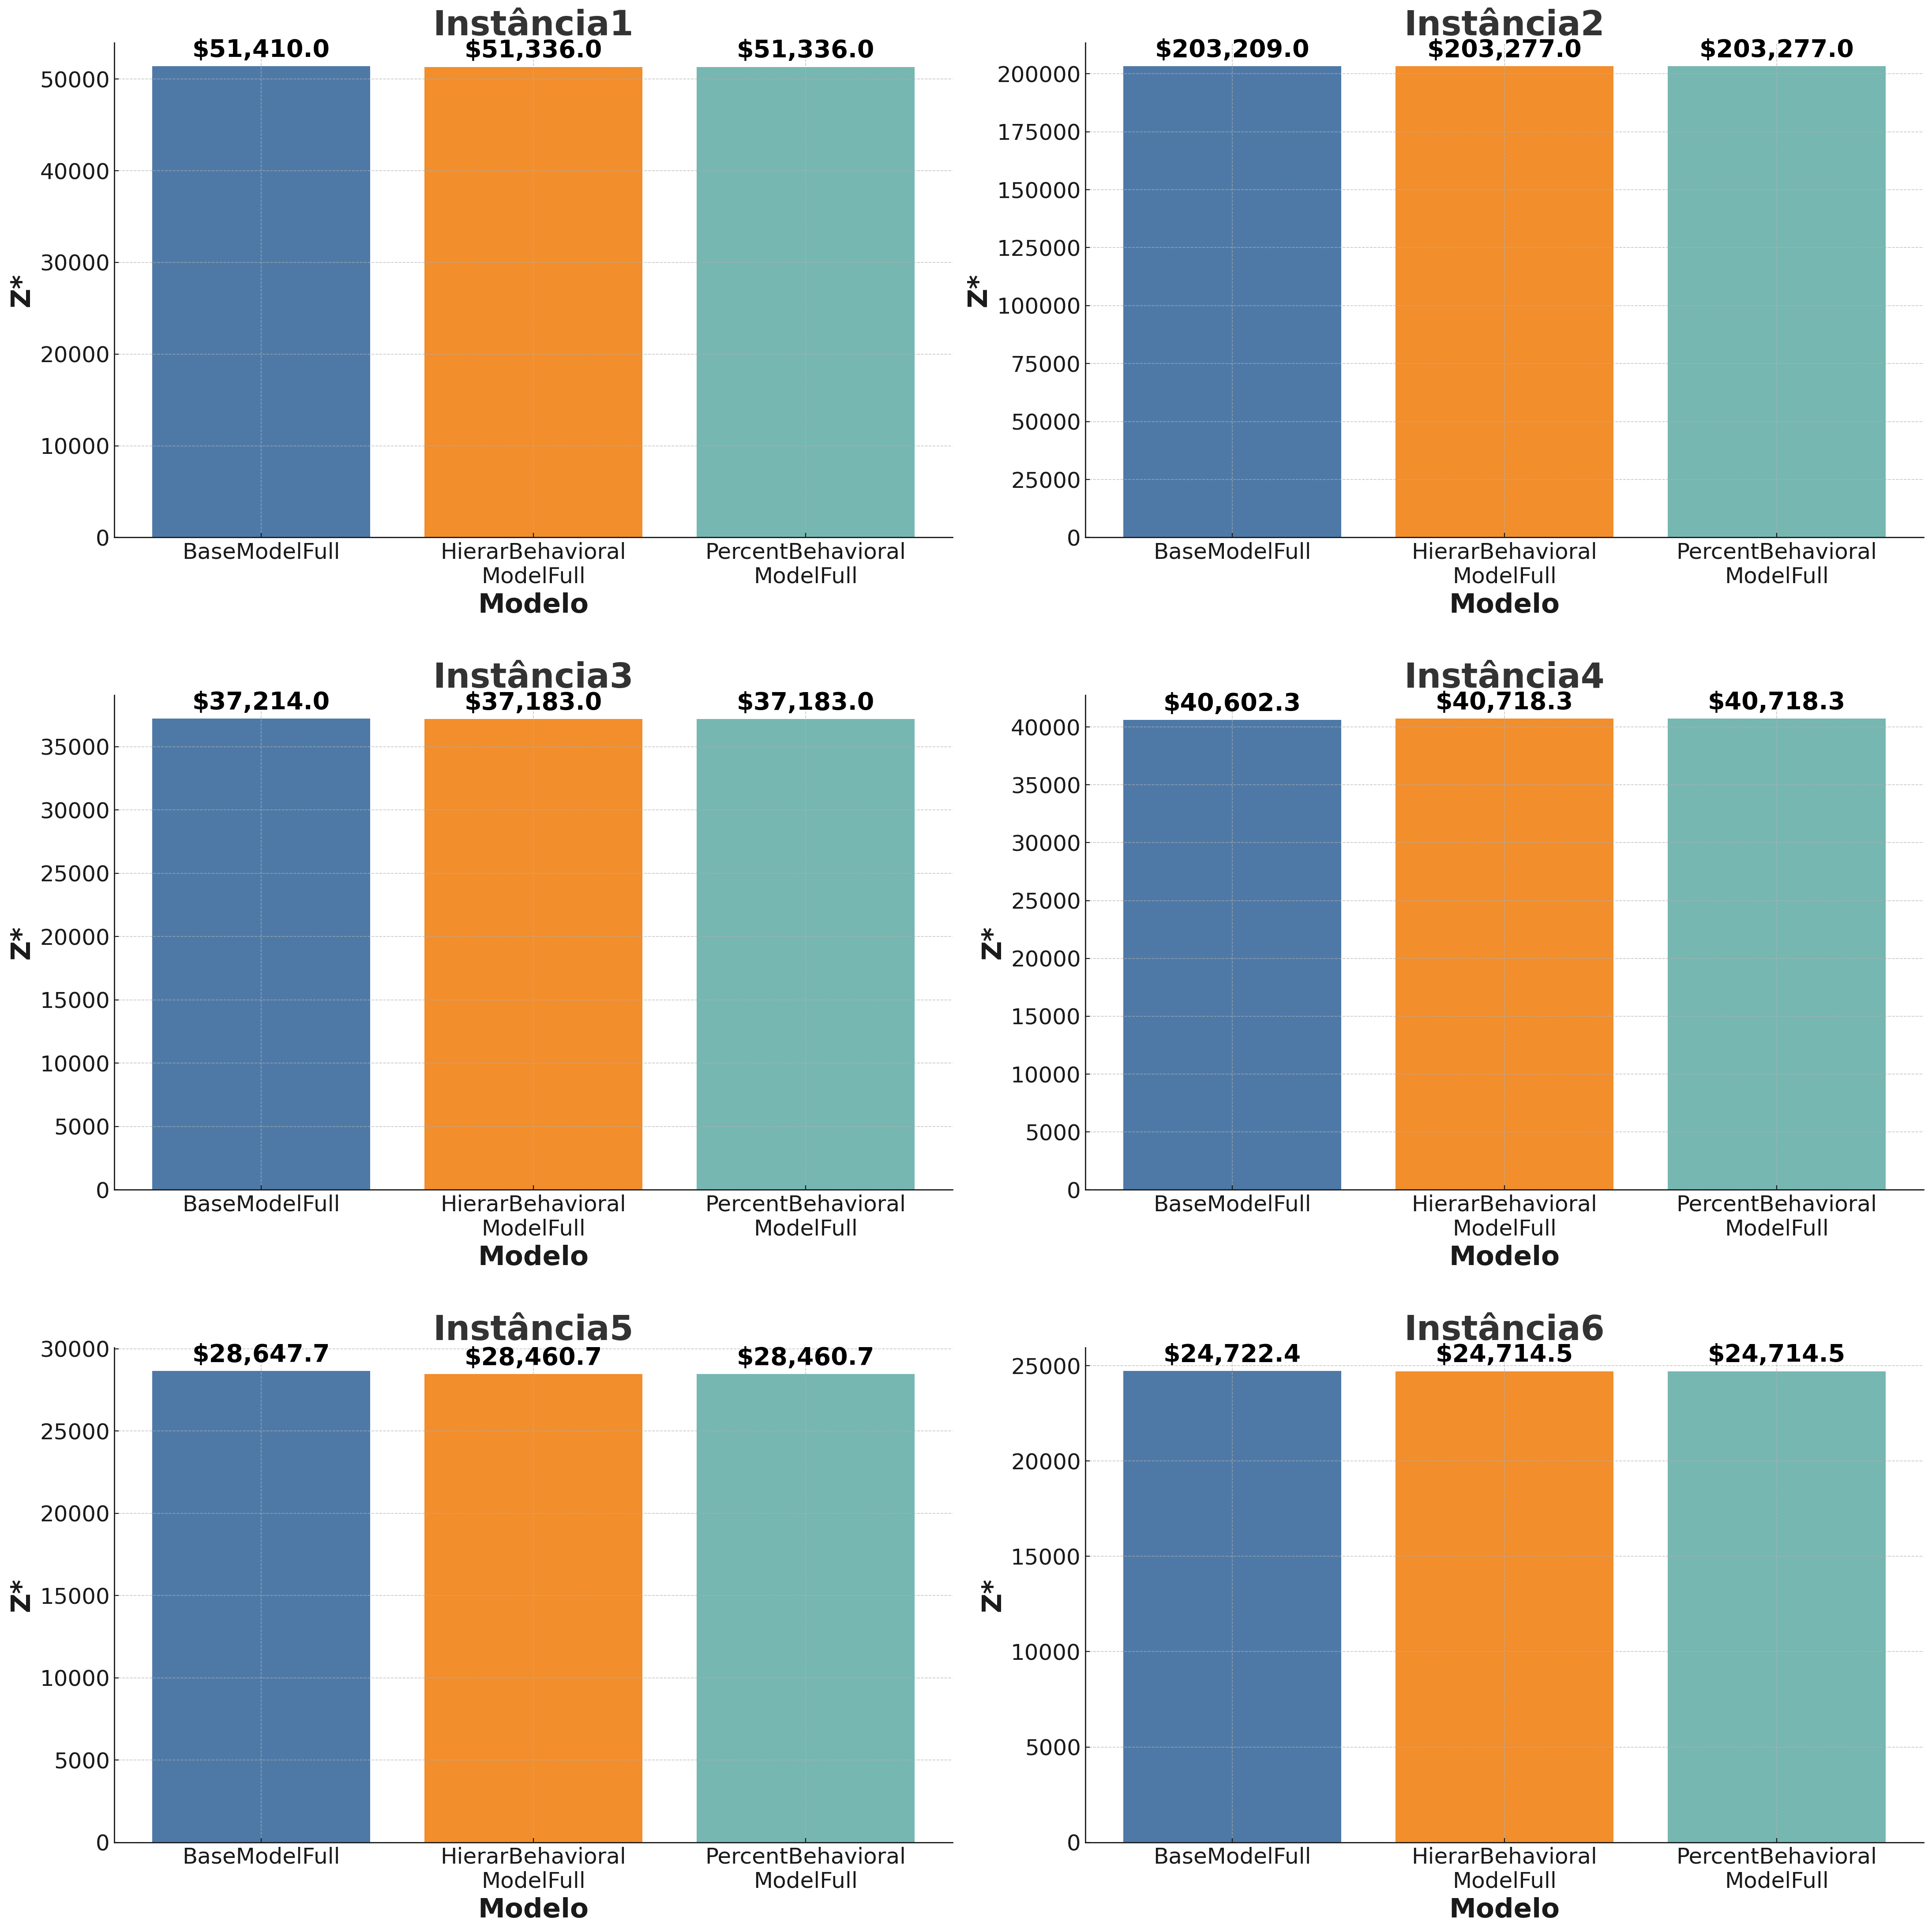 Instância1
$51,410.0 $51,336.0 $51,336.0
50000
40000
30000
20000
10000
0
Z*
BaseModelFull HierarBehavioral PercentBehavioral
ModelFull ModelFull
Modelo
Instância2
$203,209.0 $203,277.0 $203,277.0
200000
175000
150000
125000
100000
75000
50000
25000
0
Z*
BaseModelFull HierarBehavioral PercentBehavioral
ModelFull ModelFull
Modelo
Instância3
$37,214.0 $37,183.0 $37,183.0
35000
30000
25000
20000
15000
10000
5000
0
Z*
BaseModelFull HierarBehavioral PercentBehavioral
ModelFull ModelFull
Modelo
Instância4
$40,602.3 $40,718.3 $40,718.3
40000
35000
30000
25000
20000
15000
10000
5000
0
Z*
BaseModelFull HierarBehavioral PercentBehavioral
ModelFull ModelFull
Modelo
Instância5
$28,647.7 $28,460.7 $28,460.7
30000
25000
20000
15000
10000
5000
0
Z*
BaseModelFull HierarBehavioral PercentBehavioral
ModelFull ModelFull
Modelo
Instância6
$24,722.4 $24,714.5 $24,714.5
25000
20000
15000
10000
5000
0
Z*
BaseModelFull HierarBehavioral PercentBehavioral
ModelFull ModelFull
Modelo